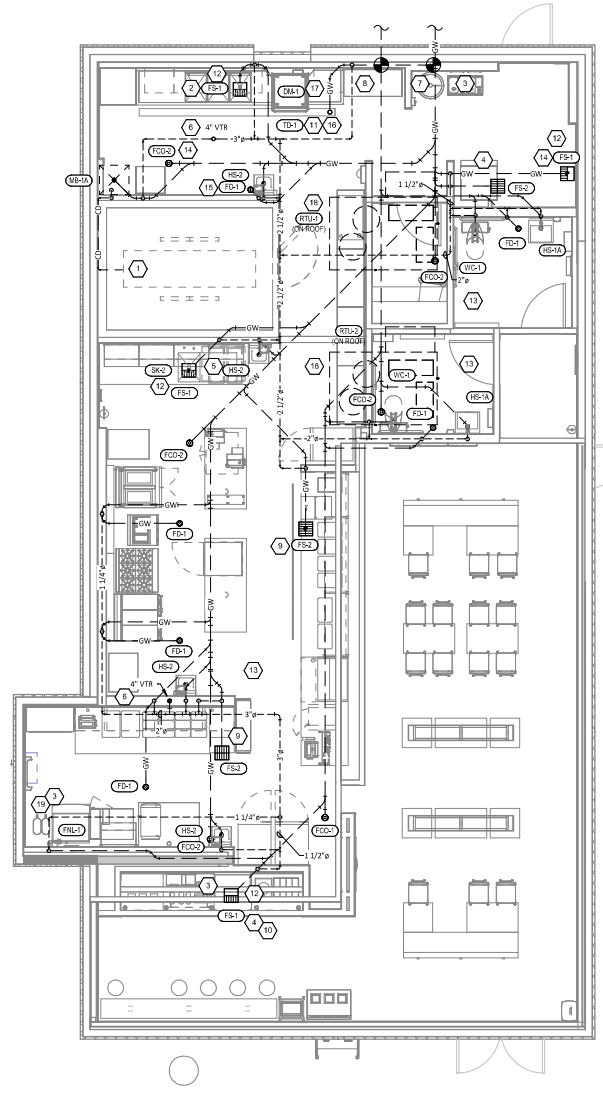 GW
12
2
FS-1
DM-1
17
GW
8
7
3
6
4" VTR
3"ø
TD-1
11
16
FCO-2
14
GW
12
14
FS-1
4
GW
MB-1A
HS-2
15
FD-1
1 1/2"ø
FS-2
CD
18
RTU-1
(ON ROOF)
2 1/2"ø
FD-1
HS-1A
WC-1
FCO-2
2"ø
1
13
2 1/2"ø
GW
RTU-2
(ON ROOF)
SK-2
5
HS-2
18
13
12
FS-1
GW
WC-1
FCO-2
HS-1A
2 1/2"ø
FD-1
GW
2"ø
FCO-2
GW
GW
GW
FD-1
9
FS-2
1 1/4"ø
GW
GW
GW
FD-1
HS-2
13
4" VTR
6
2"ø
3"ø
9
GW
GW
3"ø
FS-2
FD-1
3
19
FNL-1
1 1/4"ø
HS-2
FCO-2
FCO-1
1 1/2"ø
3
12
FS-1
4
10